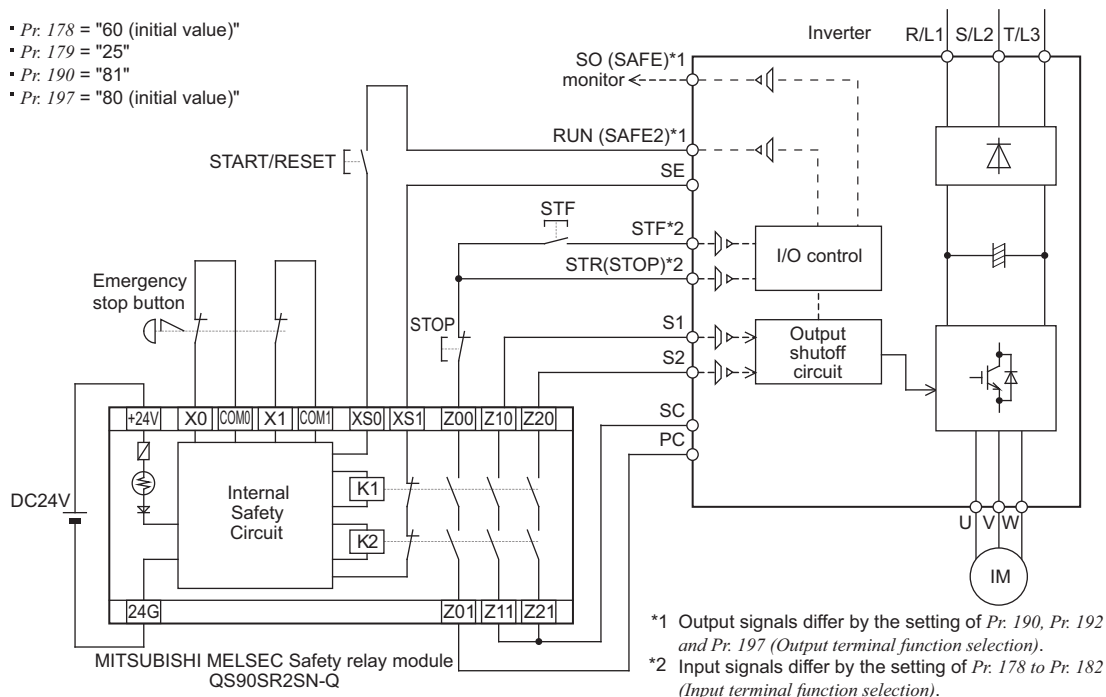 ▪ Pr. 178 = "60 (initial value)"
▪ Pr. 179 = "25"
▪ Pr. 190 = "81"
▪ Pr. 197 = "80 (initial value)"
Inverter
R/L1 S/L2 T/L3
SO (SAFE)*1
monitor
RUN (SAFE2)*1
START/RESET
SE
STF
STF*2
I/O control
STR(STOP)*2
Emergency
stop button
STOP
S1
S2
Output
shutoff
circuit
SC
PC
+24V X0 COM0 X1 COM1 XS0 XS1 Z00 Z10 Z20
DC24V
Internal
Safety
Circuit
K1
K2
U V W
IM
24G Z01 Z11 Z21
MITSUBISHI MELSEC Safety relay module
QS90SR2SN-Q
*1 Output signals differ by the setting of Pr. 190, Pr. 192
and Pr. 197 (Output terminal function selection).
*2 Input signals differ by the setting of Pr. 178 to Pr. 182
(Input terminal function selection).